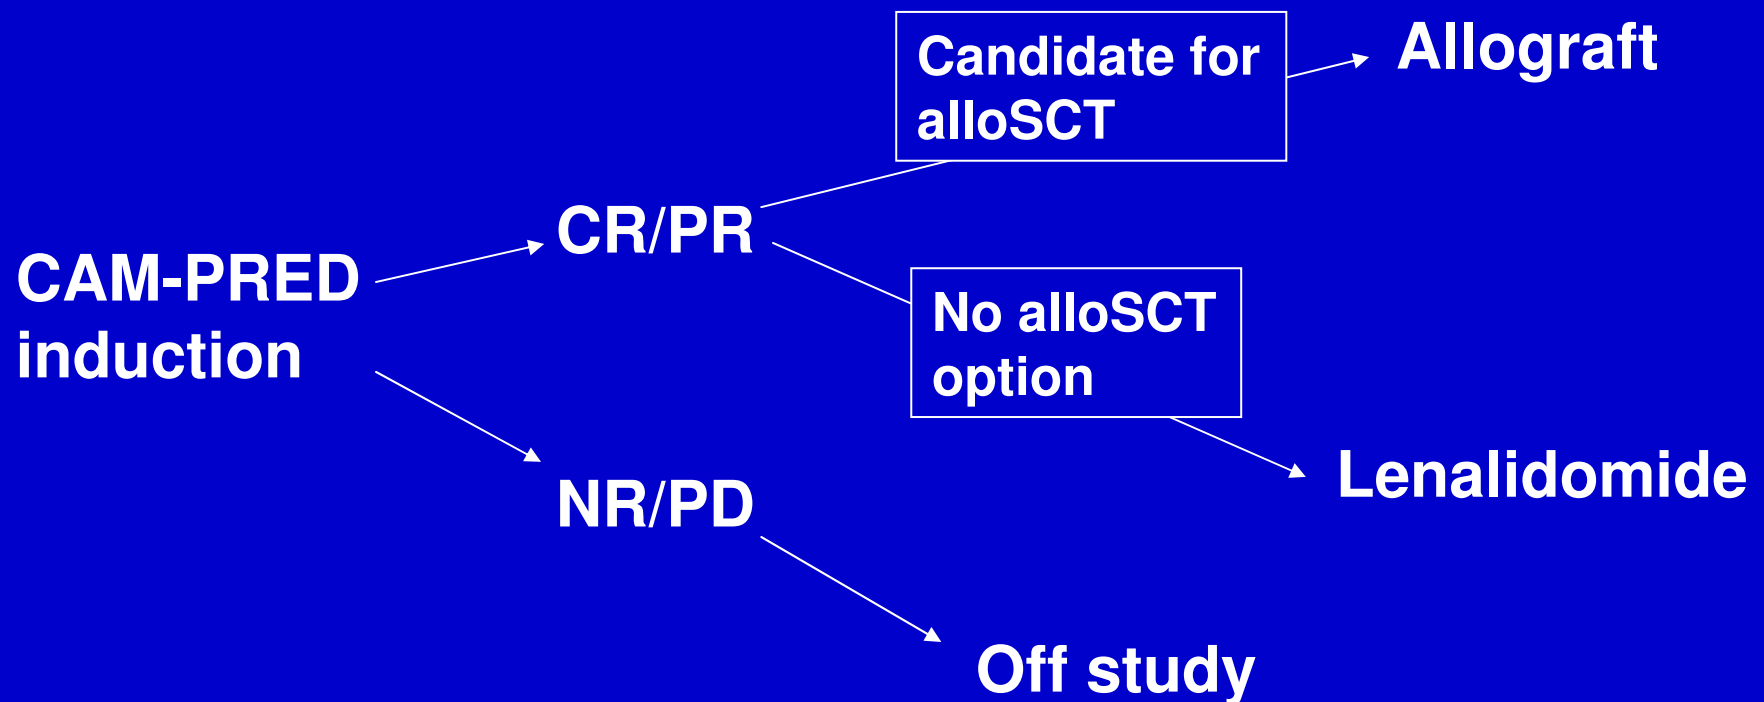 CAM-PRED
induction
CR/PR
Candidate for
alloSCT
Allograft
No alloSCT
option
Lenalidomide
NR/PD
Off study